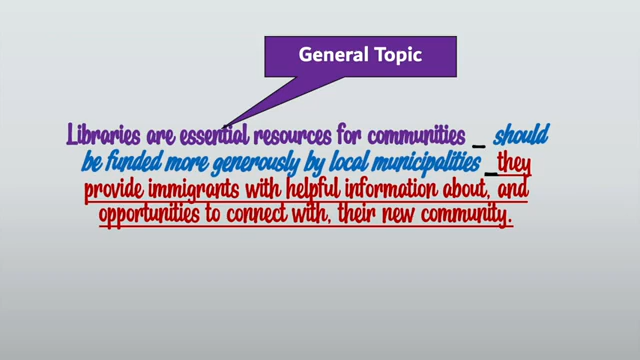 General Topic
Libraries are essential resources for communities _ should
be funded more generously by local municipalities _ they
provide immigrants with helpful information about, and
opportunities to connect with, their new community.